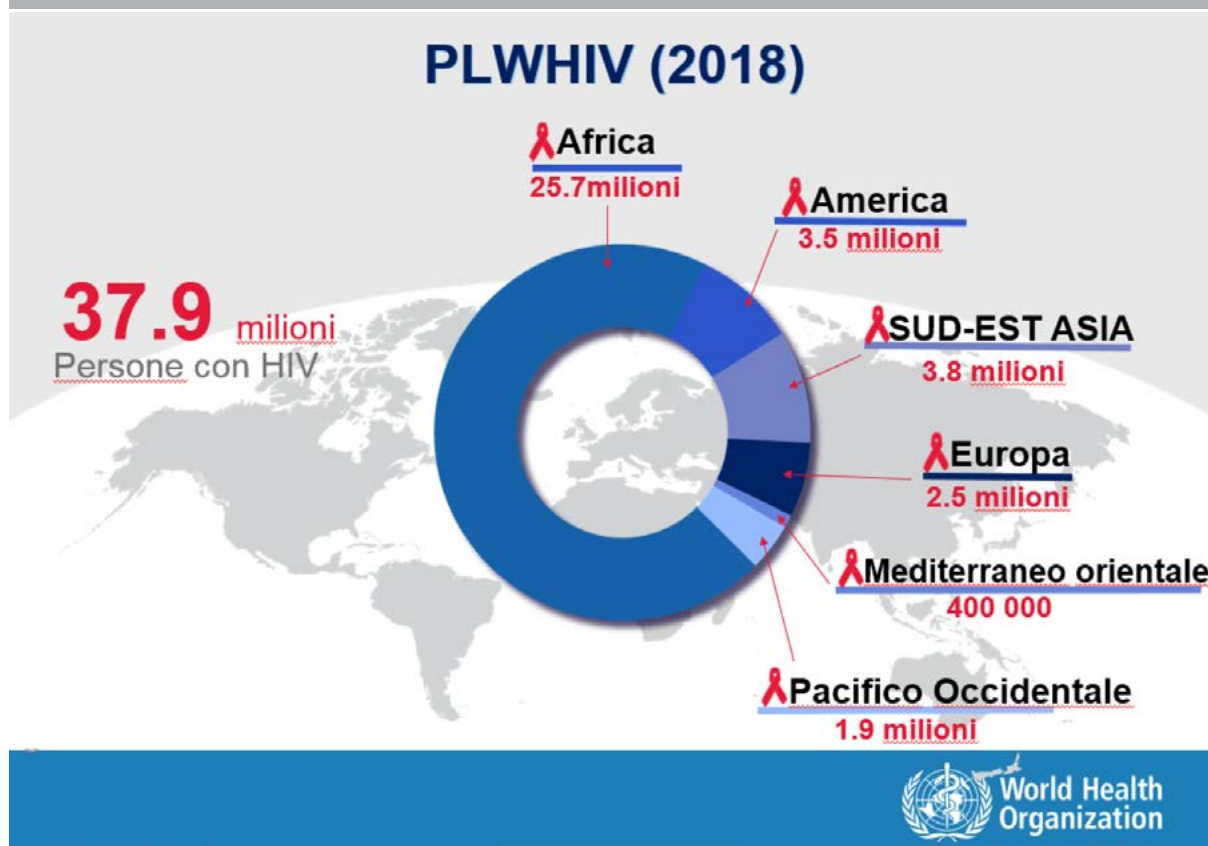 PLWHIV (2018)
Africa
25.7milioni
America
3.5 milioni
37.9 milioni
Persone con HIV
SUD-EST ASIA
3.8 milioni
Europa
2.5 milioni
Mediterraneo orientale
400 000
Pacifico Occidentale
1.9 milioni
World Health
Organization